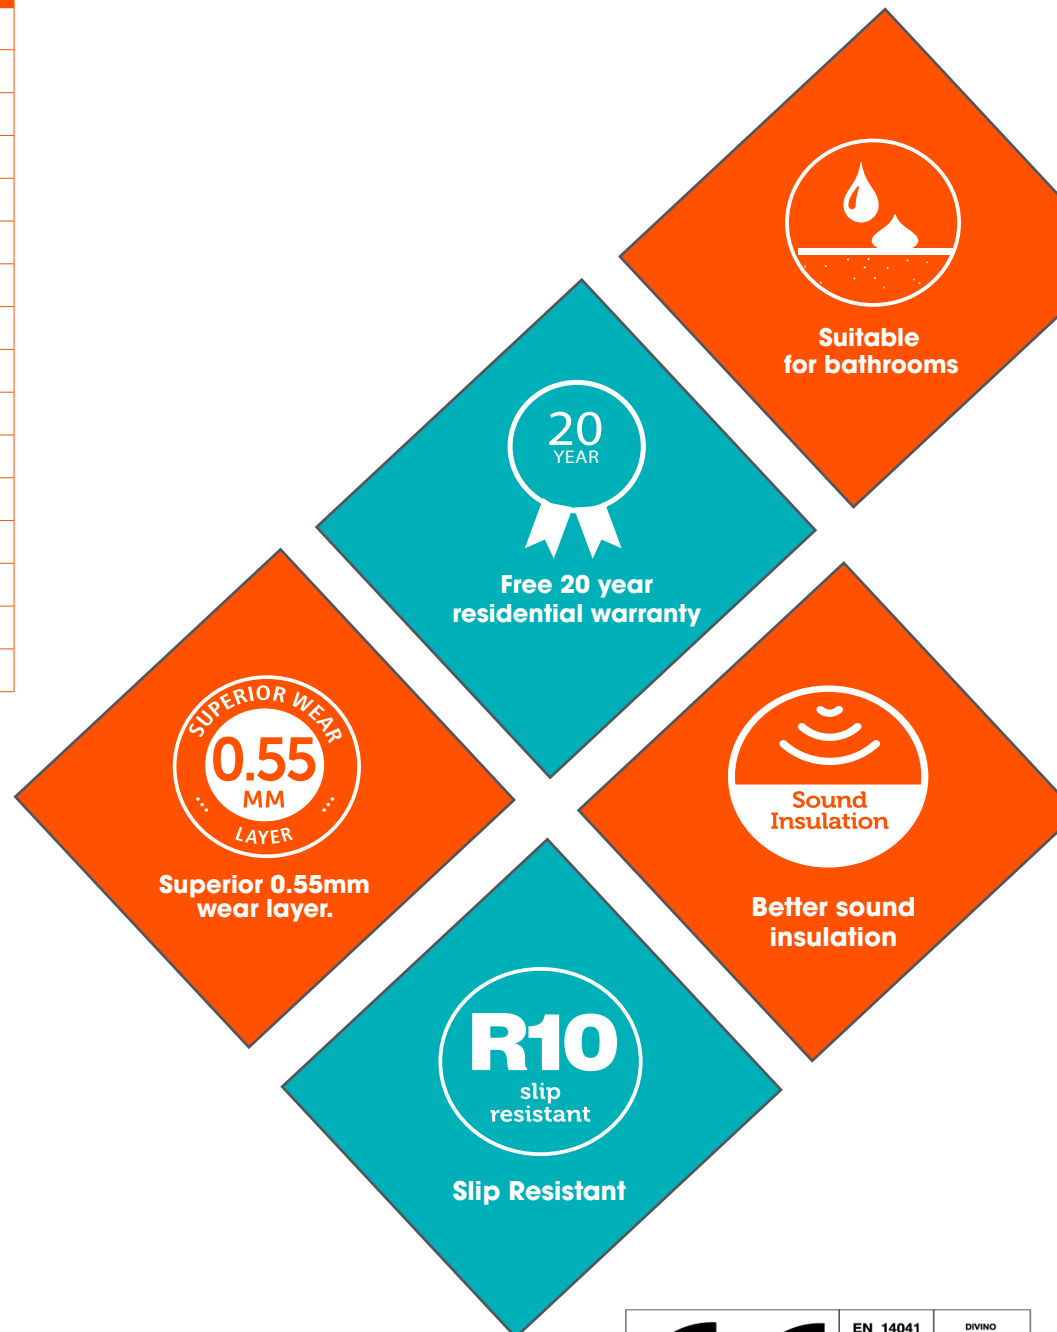 Suitable
for bathrooms
20
YEAR
Free 20 year
residential warranty
SUPERIOR WEAR
0.55
MM
LAYER
Superior 0.55mm
wear layer.
Sound
Insulation
Better sound
insulation
R10
slip
resistant
Slip Resistant
EN 14041
DIVINO